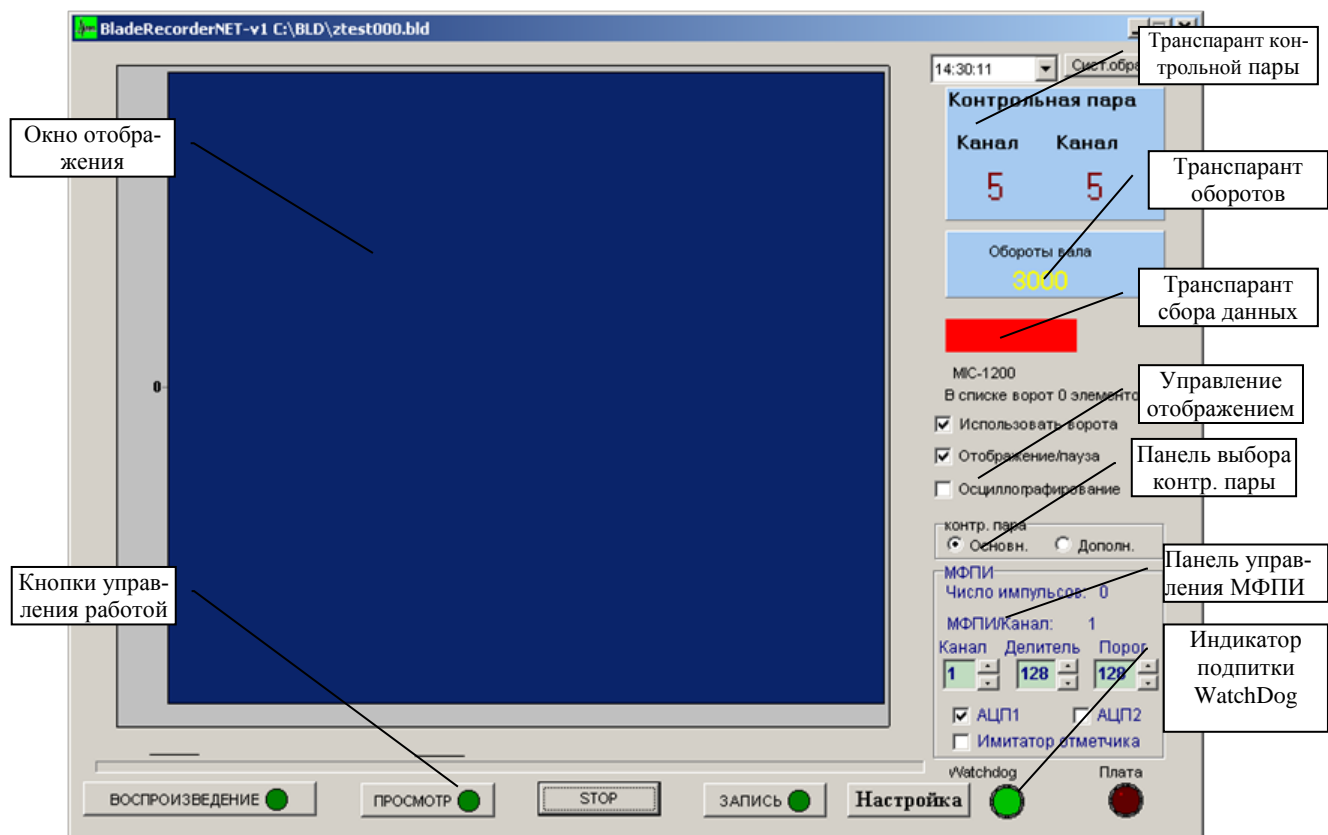 BladeRecorderNET-v1 C:\BLD\ztest000.bld
Транспарант кон-
трольной пары
14:30:11
Сист.обра
Контрольная пара
Канал Канал
5 5
Окно отобра-
жения
Транспарант
оборотов
Обороты вала
3000
Транспарант
сбора данных
MIC-1200
В списке ворот 0 элементо
Управление
отображением
Использовать ворота
Отображение/пауза
Осциллографирование
Панель выбора
контр. пары
контр. пара
Основн. Дополн.
0
Кнопки управ-
ления работой
Панель управ-
ления МФПИ
МФПИ
Число импульсов: 0
МФПИ/Канал: 1
Канал Делитель Порог
1 128 128
АЦП1 АЦП2
Имитатор отметчика
Индикатор
подпитки
WatchDog
Watchdog Плата
ВОСПРОИЗВЕДЕНИЕ ПРОСМОТР STOP ЗАПИСЬ Настройка